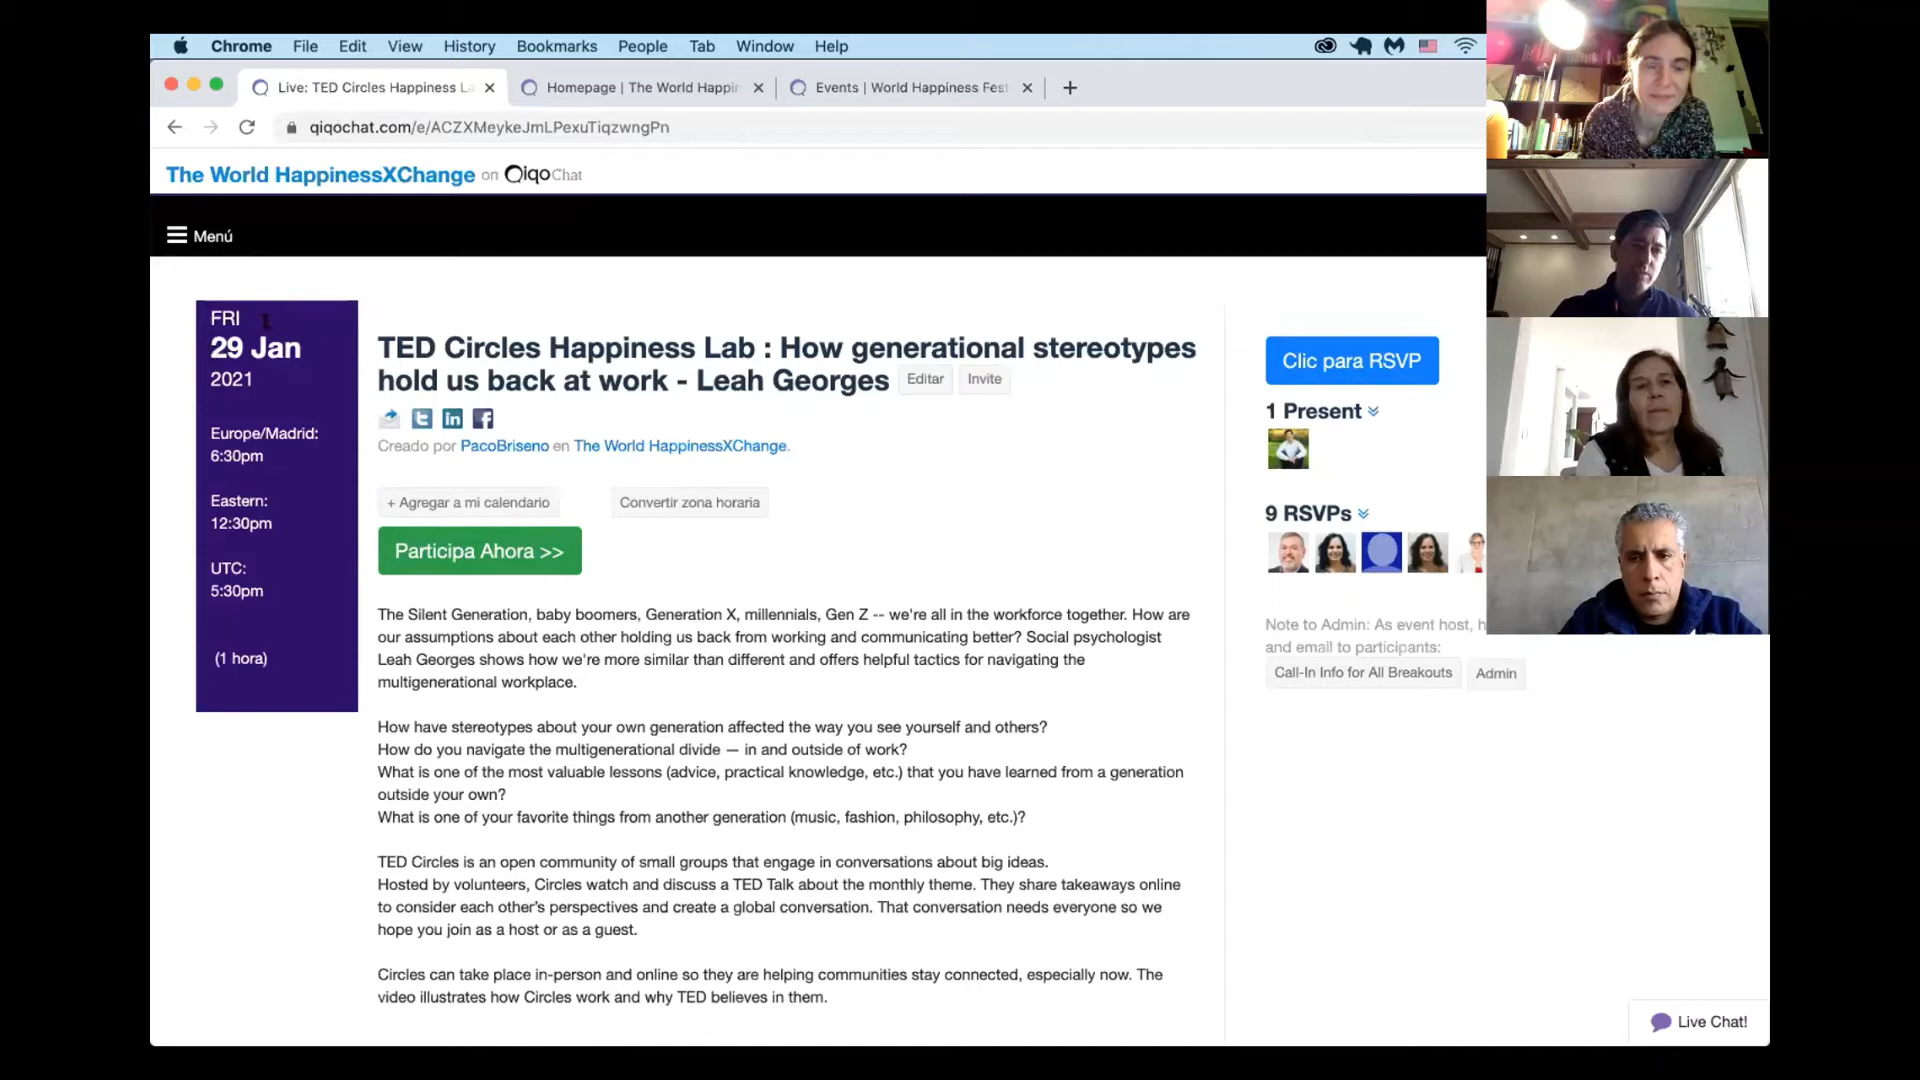 Chrome File Edit View History Bookmarks People Tab Window Help
Live: TED Circles Happiness La
Homepage | The World Happin
Events | World Happiness Fest
qiqochat.com/e/ACZXMeykeJmLPexuTiqzwngPn
The World HappinessXChange on QiqoChat
Menú
FRI
29 Jan
2021
Europe/Madrid:
6:30pm
Eastern:
12:30pm
UTC:
5:30pm
(1 hora)
TED Circles Happiness Lab : How generational stereotypes
hold us back at work - Leah Georges Editar Invite
Creado por PacoBriseno en The World HappinessXChange.
+ Agregar a mi calendario
Convertir zona horaria
Participa Ahora >>
The Silent Generation, baby boomers, Generation X, millennials, Gen Z -- we're all in the workforce together. How are
our assumptions about each other holding us back from working and communicating better? Social psychologist
Leah Georges shows how we're more similar than different and offers helpful tactics for navigating the
multigenerational workplace.
How have stereotypes about your own generation affected the way you see yourself and others?
How do you navigate the multigenerational divide — in and outside of work?
What is one of the most valuable lessons (advice, practical knowledge, etc.) that you have learned from a generation
outside your own?
What is one of your favorite things from another generation (music, fashion, philosophy, etc.)?
TED Circles is an open community of small groups that engage in conversations about big ideas.
Hosted by volunteers, Circles watch and discuss a TED Talk about the monthly theme. They share takeaways online
to consider each other's perspectives and create a global conversation. That conversation needs everyone so we
hope you join as a host or as a guest.
Circles can take place in-person and online so they are helping communities stay connected, especially now. The
video illustrates how Circles work and why TED believes in them.
Clic para RSVP
1 Present
9 RSVPs
Note to Admin: As event host, h
and email to participants:
Call-In Info for All Breakouts
Admin
Live Chat!